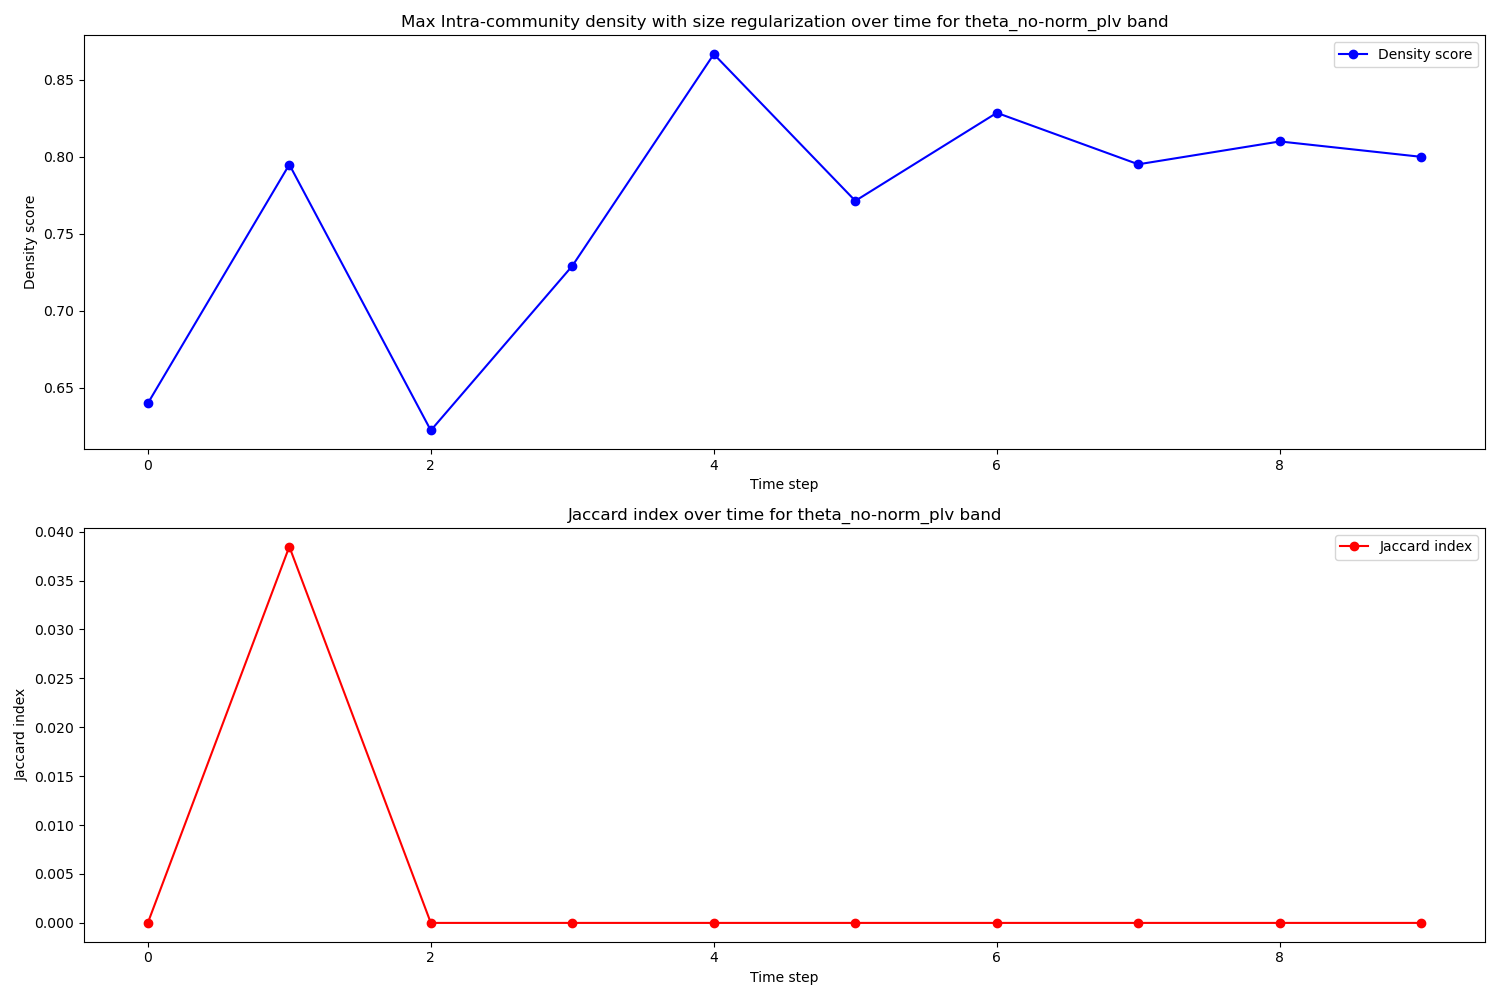 Max Intra-community density with size regularization over time for theta_no-norm_plv band
Density score
0.85
0.80
0.75
0.70
0.65
Density score
0 2 4 6 8
Time step
Jaccard index over time for theta_no-norm_plv band
Jaccard index
0.040
0.035
0.030
0.025
0.020
0.015
0.010
0.005
0.000
Jaccard index
0 2 4 6 8
Time step